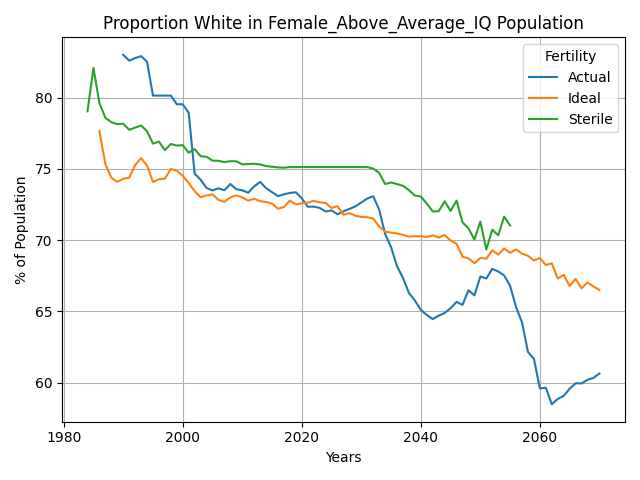 Proportion White in Female_Above_Average_IQ Population
Fertility
Actual
Ideal
Sterile
% of Population
80
75
70
65
60
1980
2000
2020
2040
2060
Years